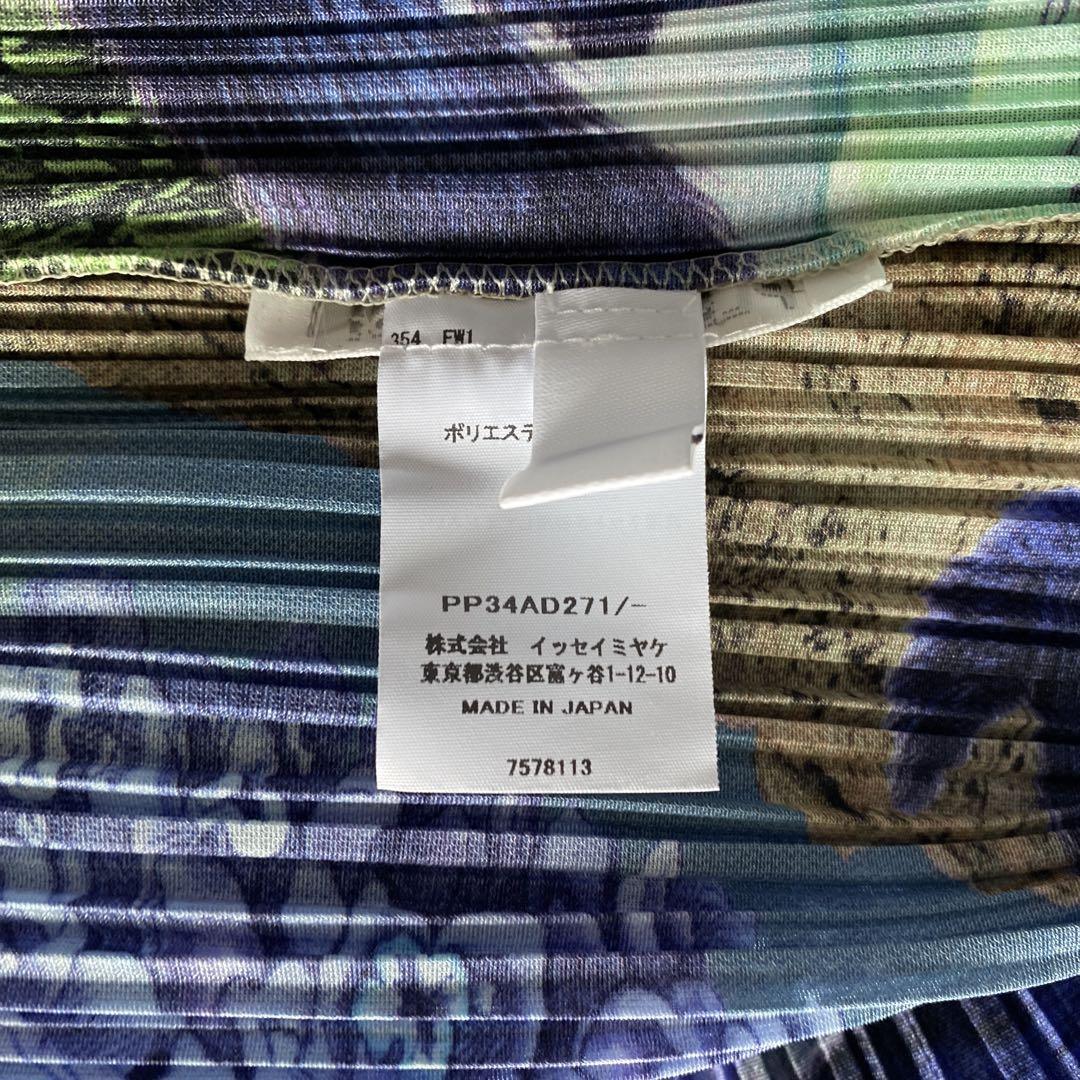 354 FW1
ポリエステ
PP34AD271/-
株式会社 イッセイミヤケ
東京都渋谷区富ヶ谷1-12-10
MADE IN JAPAN
7578113